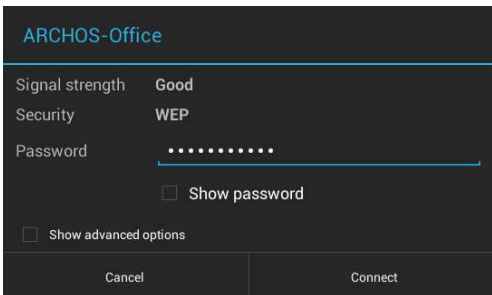 ARCHOS-Office
Signal strength Good
Security WEP
Password •••••••••••
Show password
Show advanced options
Cancel Connect